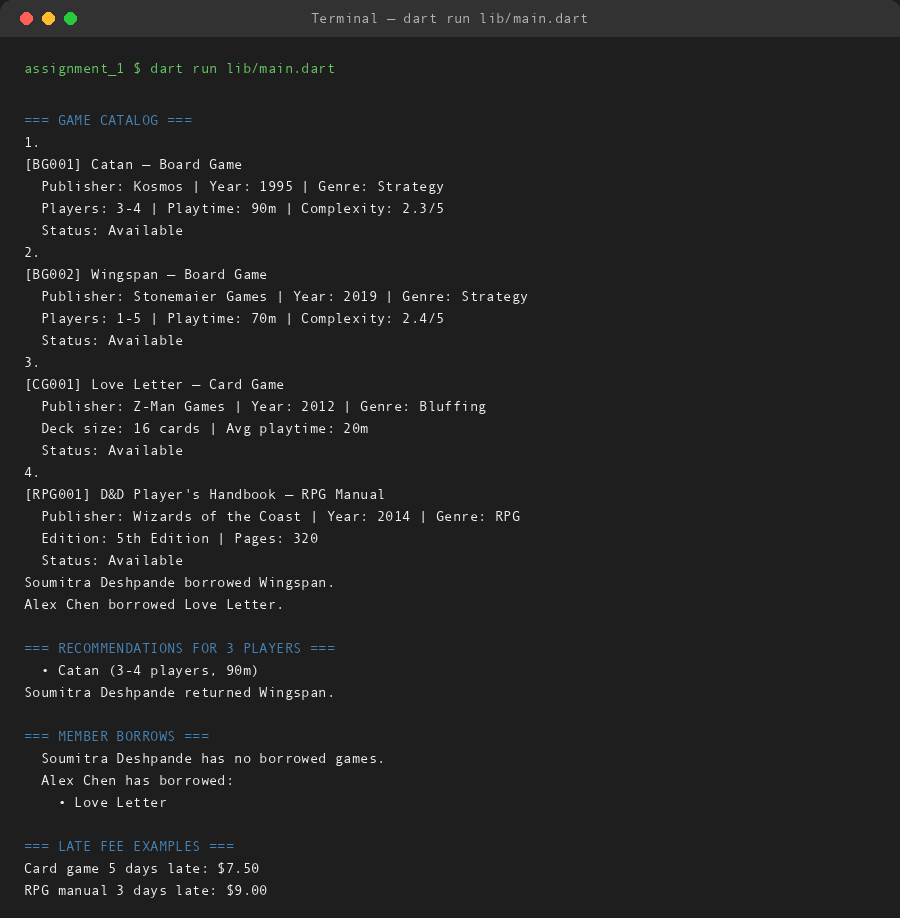 Terminal — dart run lib/main.dart
assignment_1 $ dart run lib/main.dart
=== GAME CATALOG ===
1.
[BG001] Catan — Board Game
Publisher: Kosmos | Year: 1995 | Genre: Strategy
Players: 3-4 | Playtime: 90m | Complexity: 2.3/5
Status: Available
2.
[BG002] Wingspan — Board Game
Publisher: Stonemaier Games | Year: 2019 | Genre: Strategy
Players: 1-5 | Playtime: 70m | Complexity: 2.4/5
Status: Available
3.
[CG001] Love Letter — Card Game
Publisher: Z-Man Games | Year: 2012 | Genre: Bluffing
Deck size: 16 cards | Avg playtime: 20m
Status: Available
4.
[RPG001] D&D Player's Handbook — RPG Manual
Publisher: Wizards of the Coast | Year: 2014 | Genre: RPG
Edition: 5th Edition | Pages: 320
Status: Available
Soumitra Deshpande borrowed Wingspan.
Alex Chen borrowed Love Letter.
=== RECOMMENDATIONS FOR 3 PLAYERS ===
• Catan (3-4 players, 90m)
Soumitra Deshpande returned Wingspan.
=== MEMBER BORROWS ===
Soumitra Deshpande has no borrowed games.
Alex Chen has borrowed:
• Love Letter
=== LATE FEE EXAMPLES ===
Card game 5 days late: $7.50
RPG manual 3 days late: $9.00